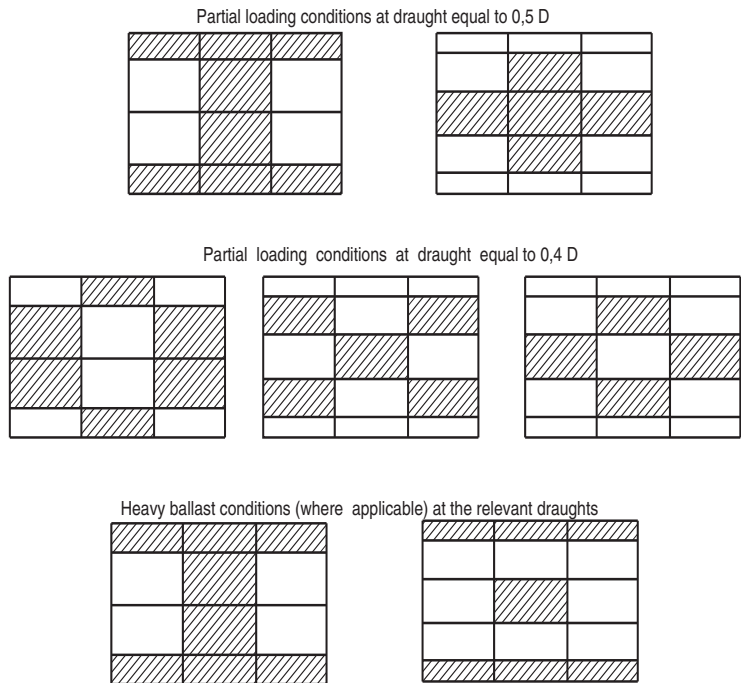 Partial loading conditions at draught equal to 0,5 D
Partial loading conditions at draught equal to 0,4 D
Heavy ballast conditions (where applicable) at the relevant draughts